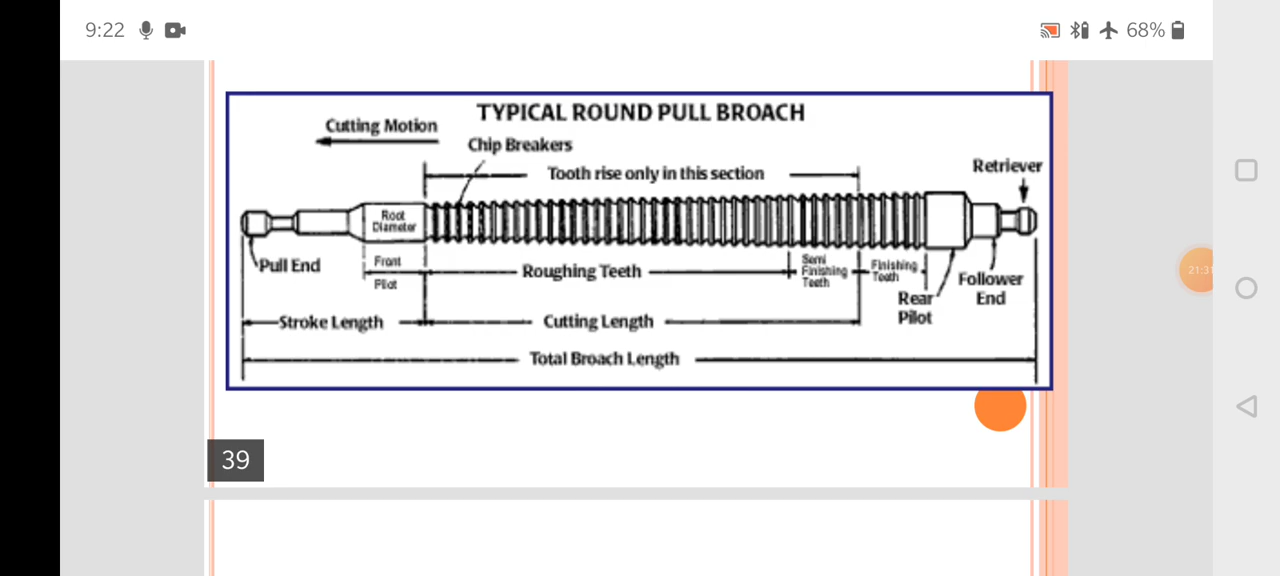 9:22
68%
TYPICAL ROUND PULL BROACH
Cutting Motion
Chip Breakers
Tooth rise only in this section
Retriever
Root
Diameter
Pull End
Front
Pilot
Roughing Teeth
Semi
Finishing
Teeth
Finishing
Teeth
Rear
Pilot
Follower
End
Stroke Length
Cutting Length
Total Broach Length
39